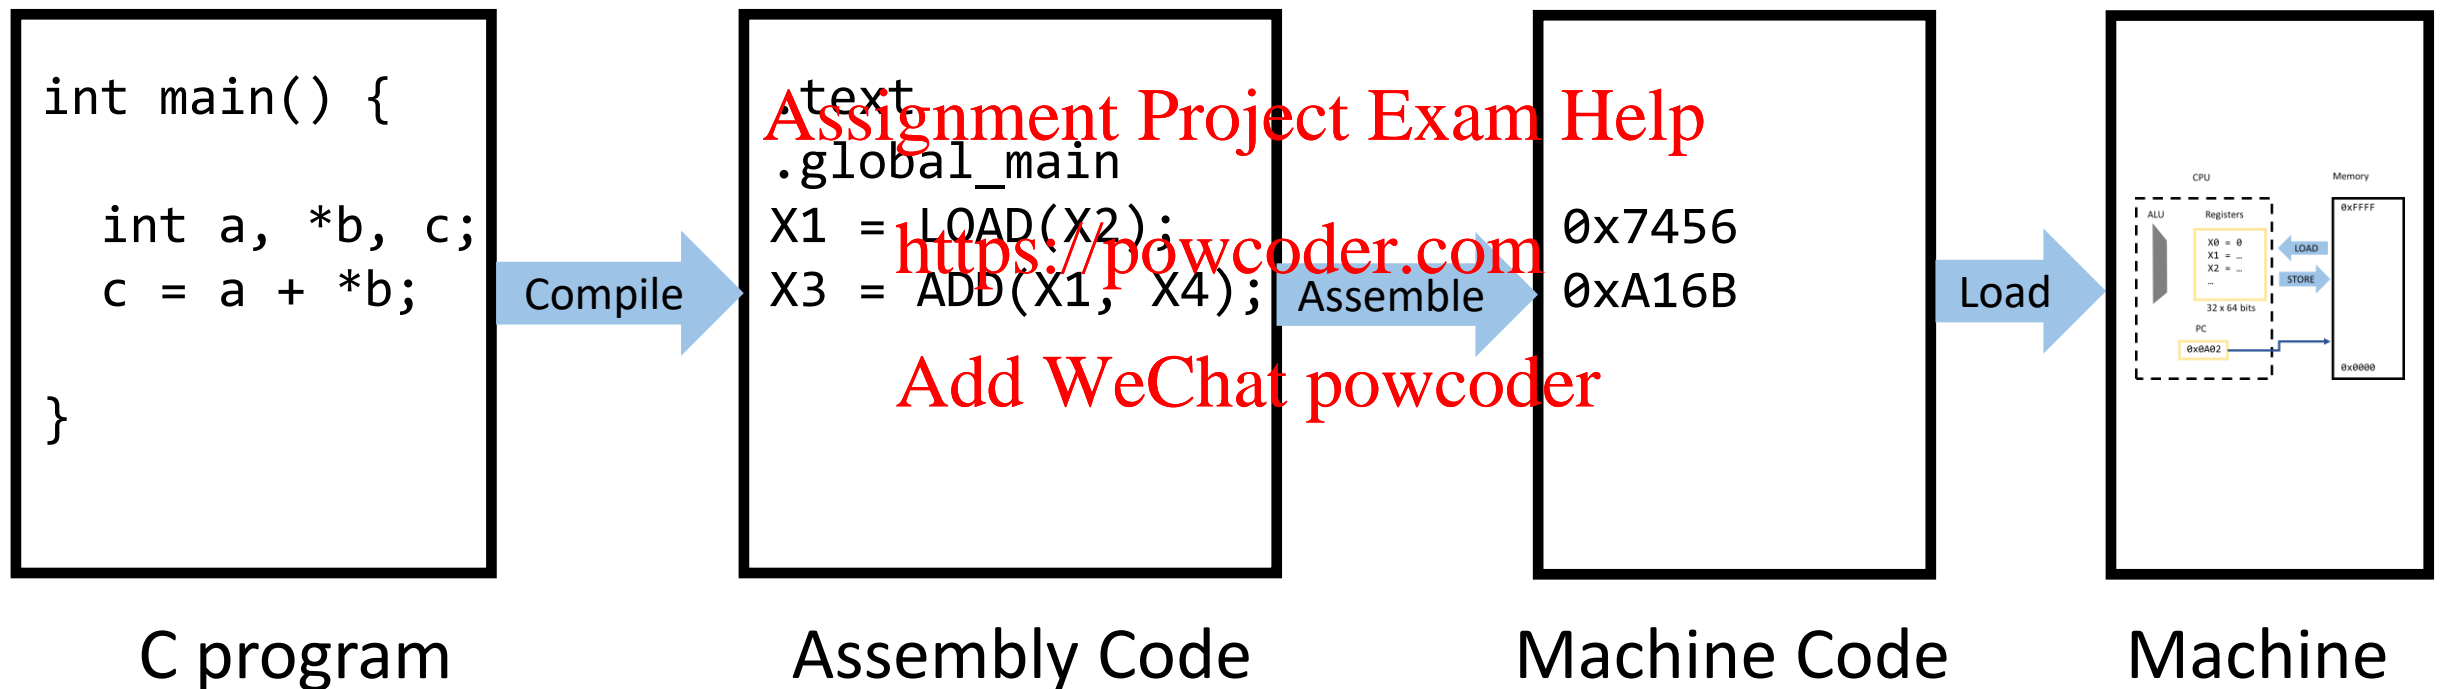 int main() {
int a, *b, c;
c = a + *b;
}
C program
Compile
.text
.global_main
X1 = LOAD(X2);
X3 = ADD(X1, X4);
Assembly Code
Assignment Project Exam Help
https://powcoder.com
Add WeChat powcoder
Assemble
0x7456
0xA16B
Machine Code
Load
CPU
Memory
ALU
Registers
X0 = 0
X1 = …
X2 = …
…
32 x 64 bits
PC
0x0A02
LOAD
STORE
0xFFFF
0x0000
Machine